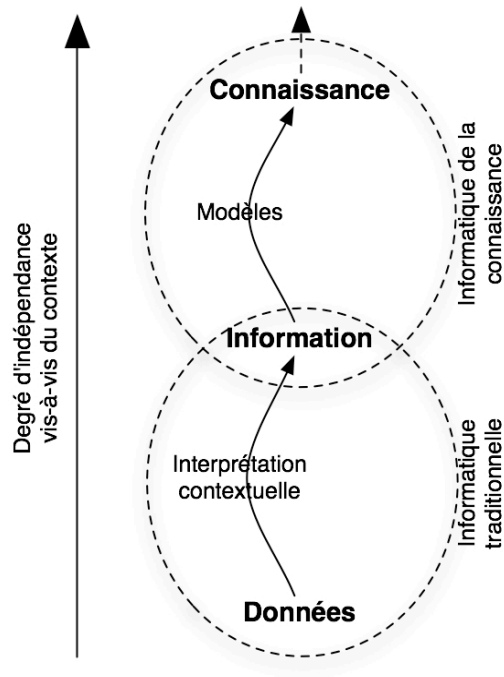 Connaissance
Modèles
Information
Interprétation
contextuelle
Données
Degré d'indépendance
vis-à-vis du contexte
Informatique de la
connaissance
Informatique
traditionnelle